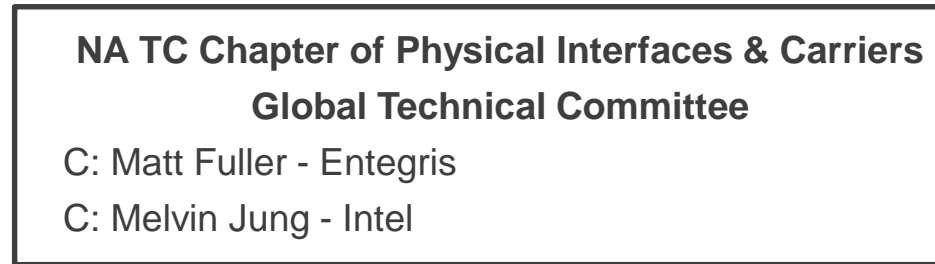 NA TC Chapter of Physical Interfaces & Carriers
Global Technical Committee
C: Matt Fuller - Entegris
C: Melvin Jung - Intel